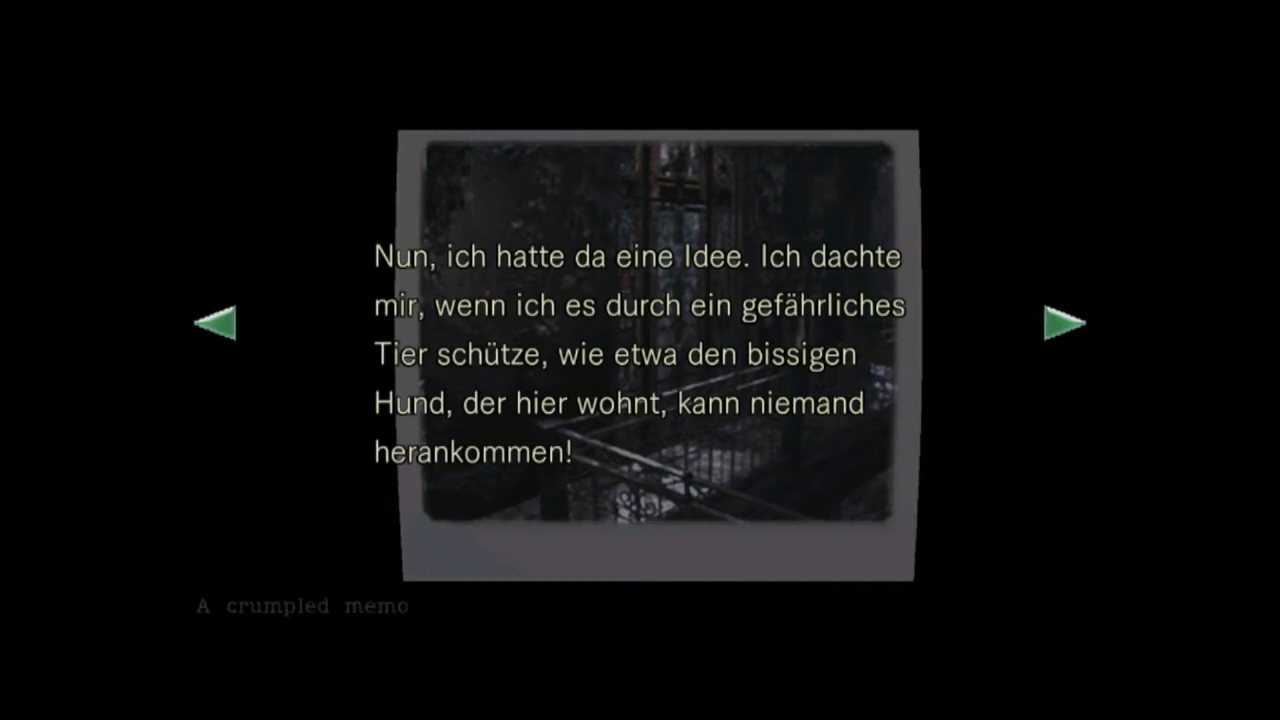 Nun, ich hatte da eine Idee. Ich dachte
mir, wenn ich es durch ein gefährliches
Tier schütze, wie etwa den bissigen
Hund, der hier wohnt, kann niemand
herankommen!
A crumpled memo